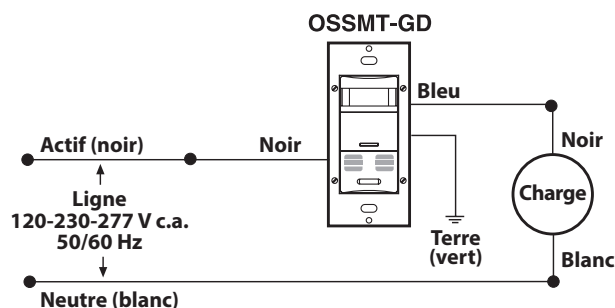 OSSMT-GD
Bleu
Actif (noir)
Noir
Noir
Ligne
120-230-277 V c.a.
50/60 Hz
Charge
Terre
(vert)
Blanc
Neutre (blanc)